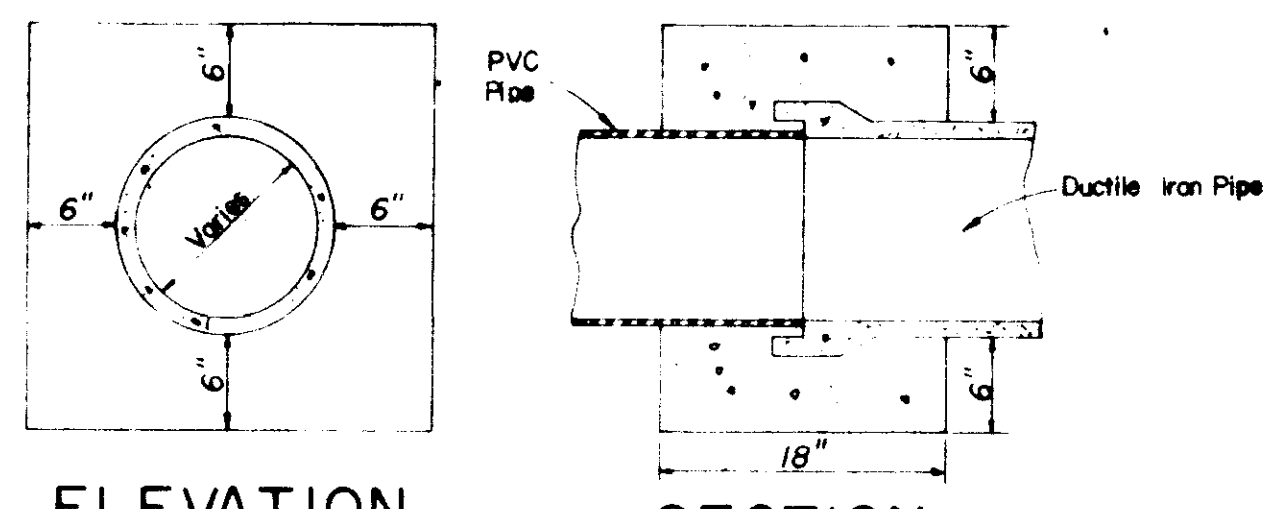 6"
6"
Varies
6"
6"
PVC
Pipe
6"
Ductile Iron Pipe
6"
18"
ELEVATION
SECTION